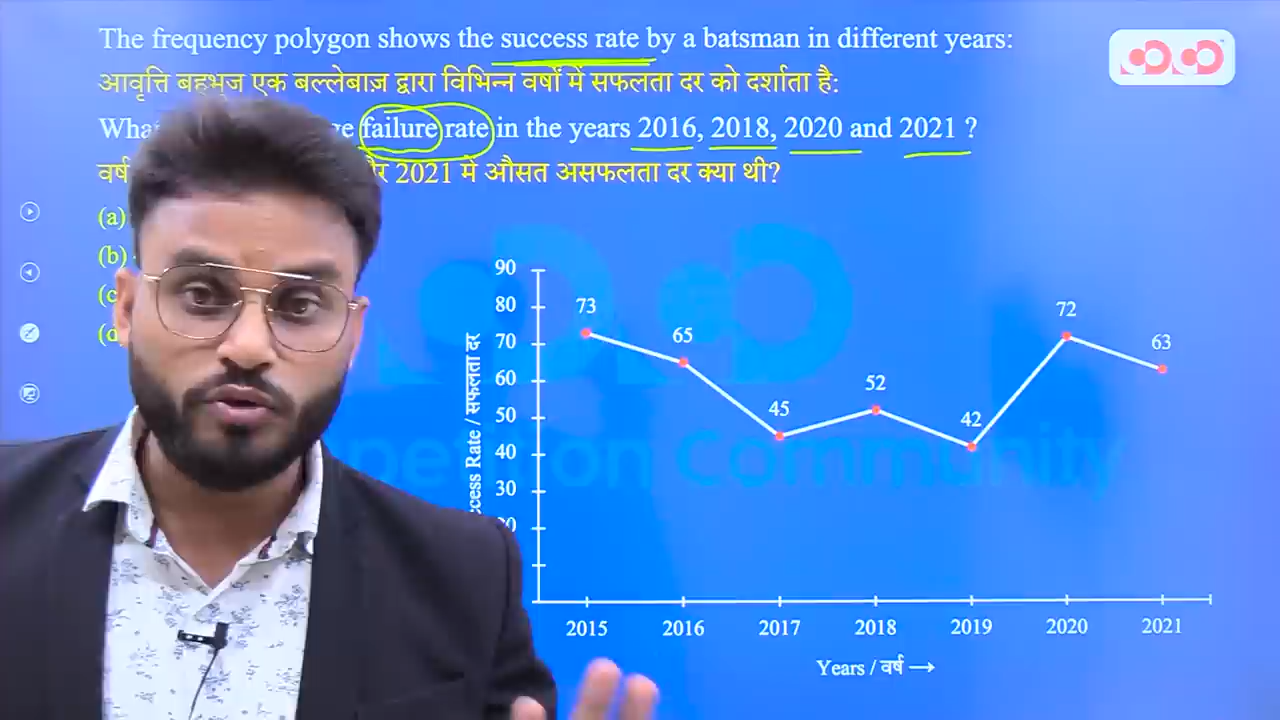 The frequency polygon shows the success rate by a batsman in different years:
आवृत्ति बहुभुज एक बल्लेबाज़ द्वारा विभिन्न वर्षों में सफलता दर को दर्शाता है:
failure rate in the years 2016, 2018, 2020 and 2021 ?
वर्ष 2021 में औसत असफलता दर क्या थी?
(a)
(b)
90
80
70
60
50
40
30
73
65
45
52
42
72
63
Rate / सफलता दर
2015 2016 2017 2018 2019 2020 2021
Years / वर्ष →
Community